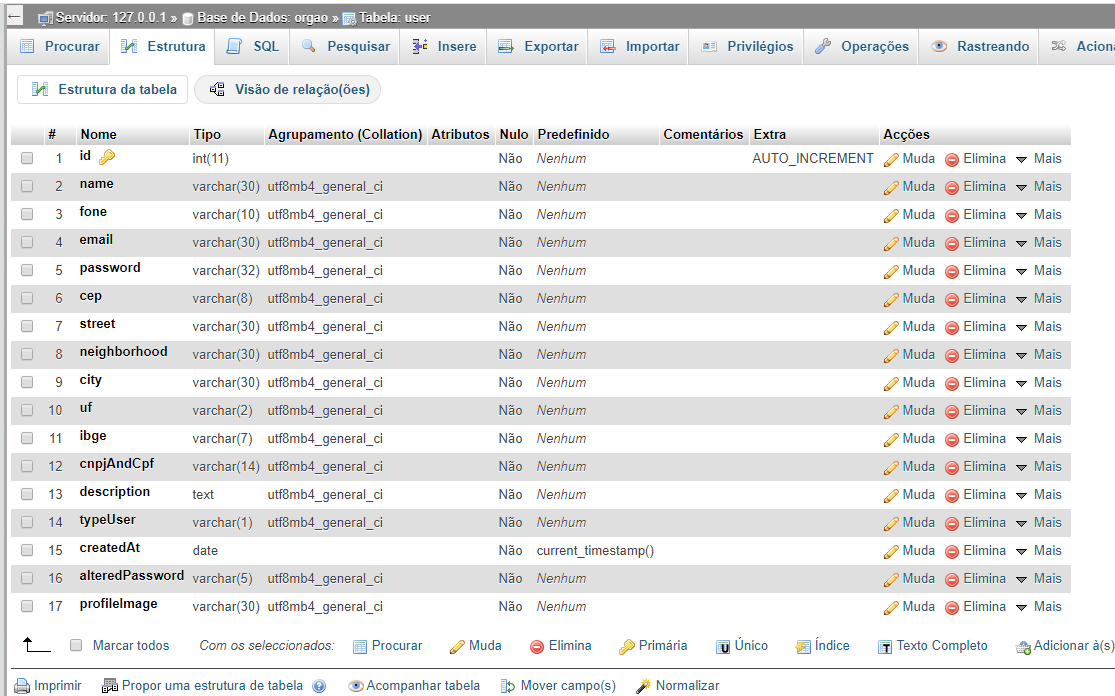 Servidor: 127.0.0.1 » Base de Dados: orgao » Tabela: user
Procurar Estrutura SQL Pesquisar Insere Exportar Importar Privilégios Operações Rastreando Aciona
Estrutura da tabela Visão de relação(ões)
# Nome Tipo Agrupamento (Collation) Atributos Nulo Predefinido Comentários Extra Acções
1 id int(11) Não Nenhum AUTO_INCREMENT Muda Elimina Mais
2 name varchar(30) utf8mb4_general_ci Não Nenhum Muda Elimina Mais
3 fone varchar(10) utf8mb4_general_ci Não Nenhum Muda Elimina Mais
4 email varchar(30) utf8mb4_general_ci Não Nenhum Muda Elimina Mais
5 password varchar(32) utf8mb4_general_ci Não Nenhum Muda Elimina Mais
6 cep varchar(8) utf8mb4_general_ci Não Nenhum Muda Elimina Mais
7 street varchar(30) utf8mb4_general_ci Não Nenhum Muda Elimina Mais
8 neighborhood varchar(30) utf8mb4_general_ci Não Nenhum Muda Elimina Mais
9 city varchar(30) utf8mb4_general_ci Não Nenhum Muda Elimina Mais
10 uf varchar(2) utf8mb4_general_ci Não Nenhum Muda Elimina Mais
11 ibge varchar(7) utf8mb4_general_ci Não Nenhum Muda Elimina Mais
12 cnpjAndCpf varchar(14) utf8mb4_general_ci Não Nenhum Muda Elimina Mais
13 description text utf8mb4_general_ci Não Nenhum Muda Elimina Mais
14 typeUser varchar(1) utf8mb4_general_ci Não Nenhum Muda Elimina Mais
15 createdAt date Não current_timestamp() Muda Elimina Mais
16 alteredPassword varchar(5) utf8mb4_general_ci Não Nenhum Muda Elimina Mais
17 profileImage varchar(30) utf8mb4_general_ci Não Nenhum Muda Elimina Mais
Marcar todos Com os seleccionados: Procurar Muda Elimina Primária Único Índice Texto Completo Adicionar à(s)
Imprimir Propor uma estrutura de tabela Acompanhar tabela Mover campo(s) Normalizar